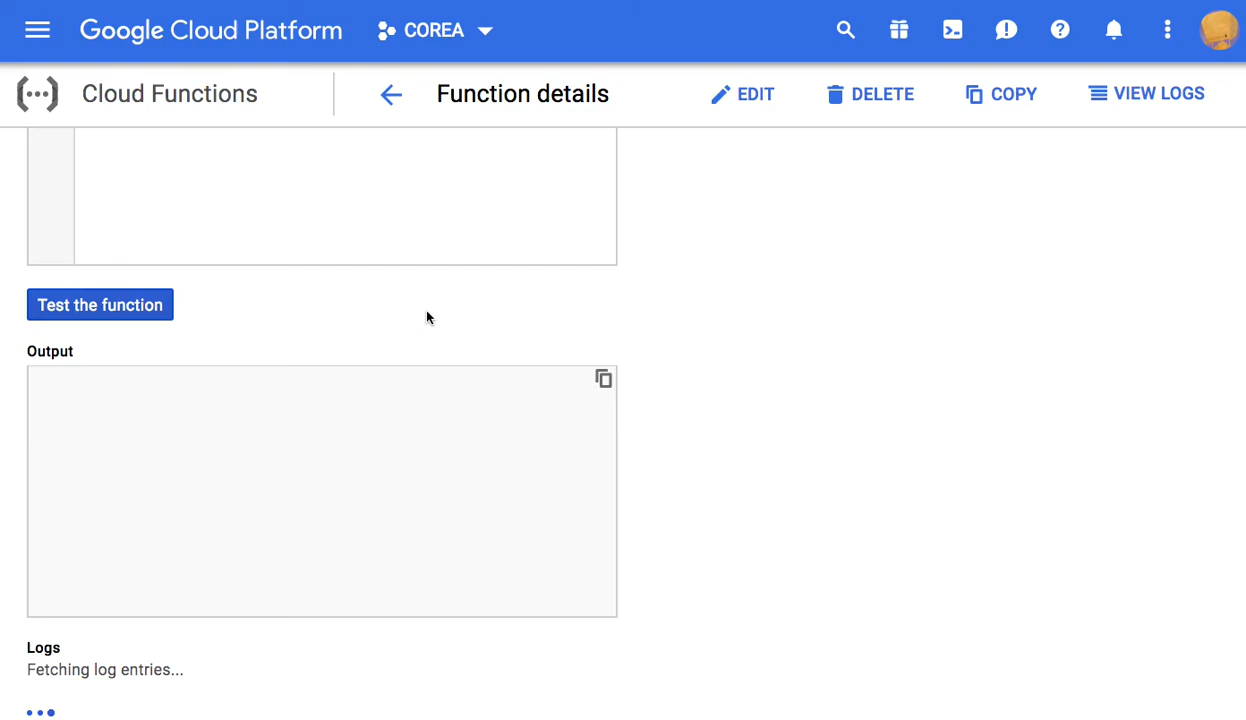 Google Cloud Platform
COREA
Cloud Functions
Function details
EDIT
DELETE
COPY
VIEW LOGS
Test the function
Output
Logs
Fetching log entries...